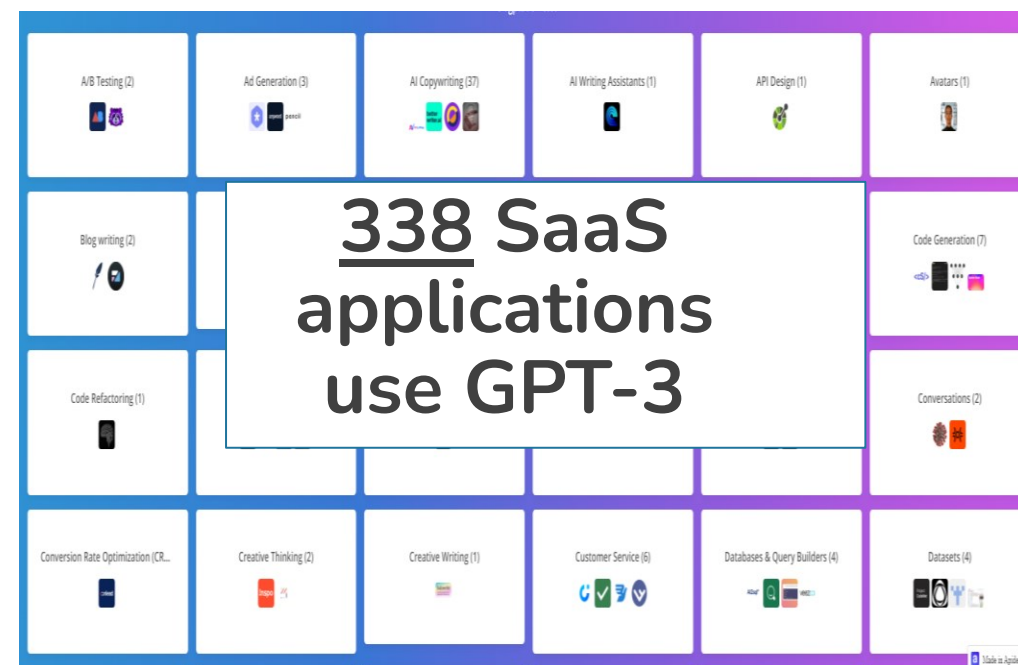 A/B Testing (2)
Ad Generation (3)
AI Copywriting (37)
AI Writing Assistants (1)
API Design (1)
Avatars (1)
pencil
338 SaaS
applications
use GPT-3
Blog writing (2)
Code Generation (7)
Code Refactoring (1)
Conversations (2)
Conversion Rate Optimization (CR...
Creative Thinking (2)
Creative Writing (1)
Customer Service (6)
Databases & Query Builders (4)
Datasets (4)